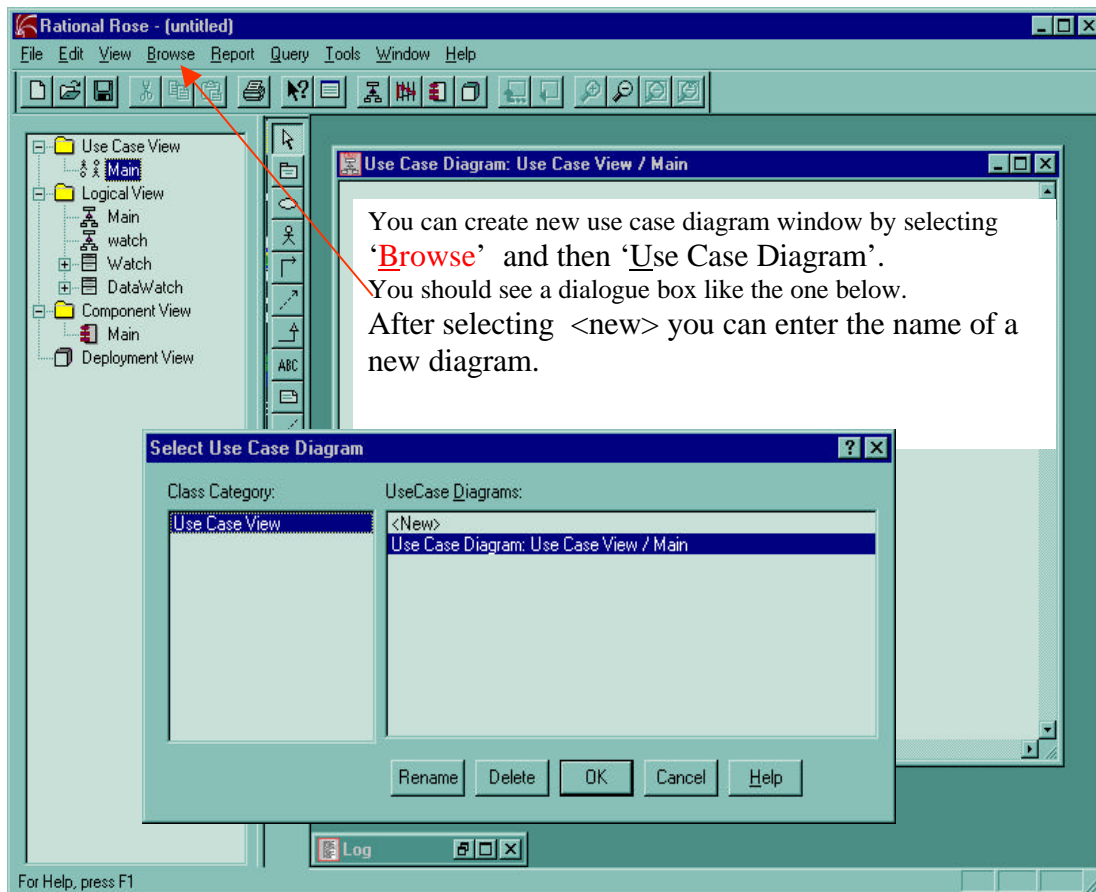 Rational Rose - (untitled)
File Edit View Browse Report Query Tools Window Help
Use Case View
Main
Logical View
Main
watch
Watch
DataWatch
Component View
Main
Deployment View
ABC
Use Case Diagram: Use Case View / Main
You can create new use case diagram window by selecting
‘Browse’ and then ‘Use Case Diagram’.
You should see a dialogue box like the one below.
After selecting <new> you can enter the name of a
new diagram.
Select Use Case Diagram
Class Category:
UseCase Diagrams:
Use Case View
<New>
Use Case Diagram: Use Case View / Main
Rename Delete OK Cancel Help
Log
For Help, press F1